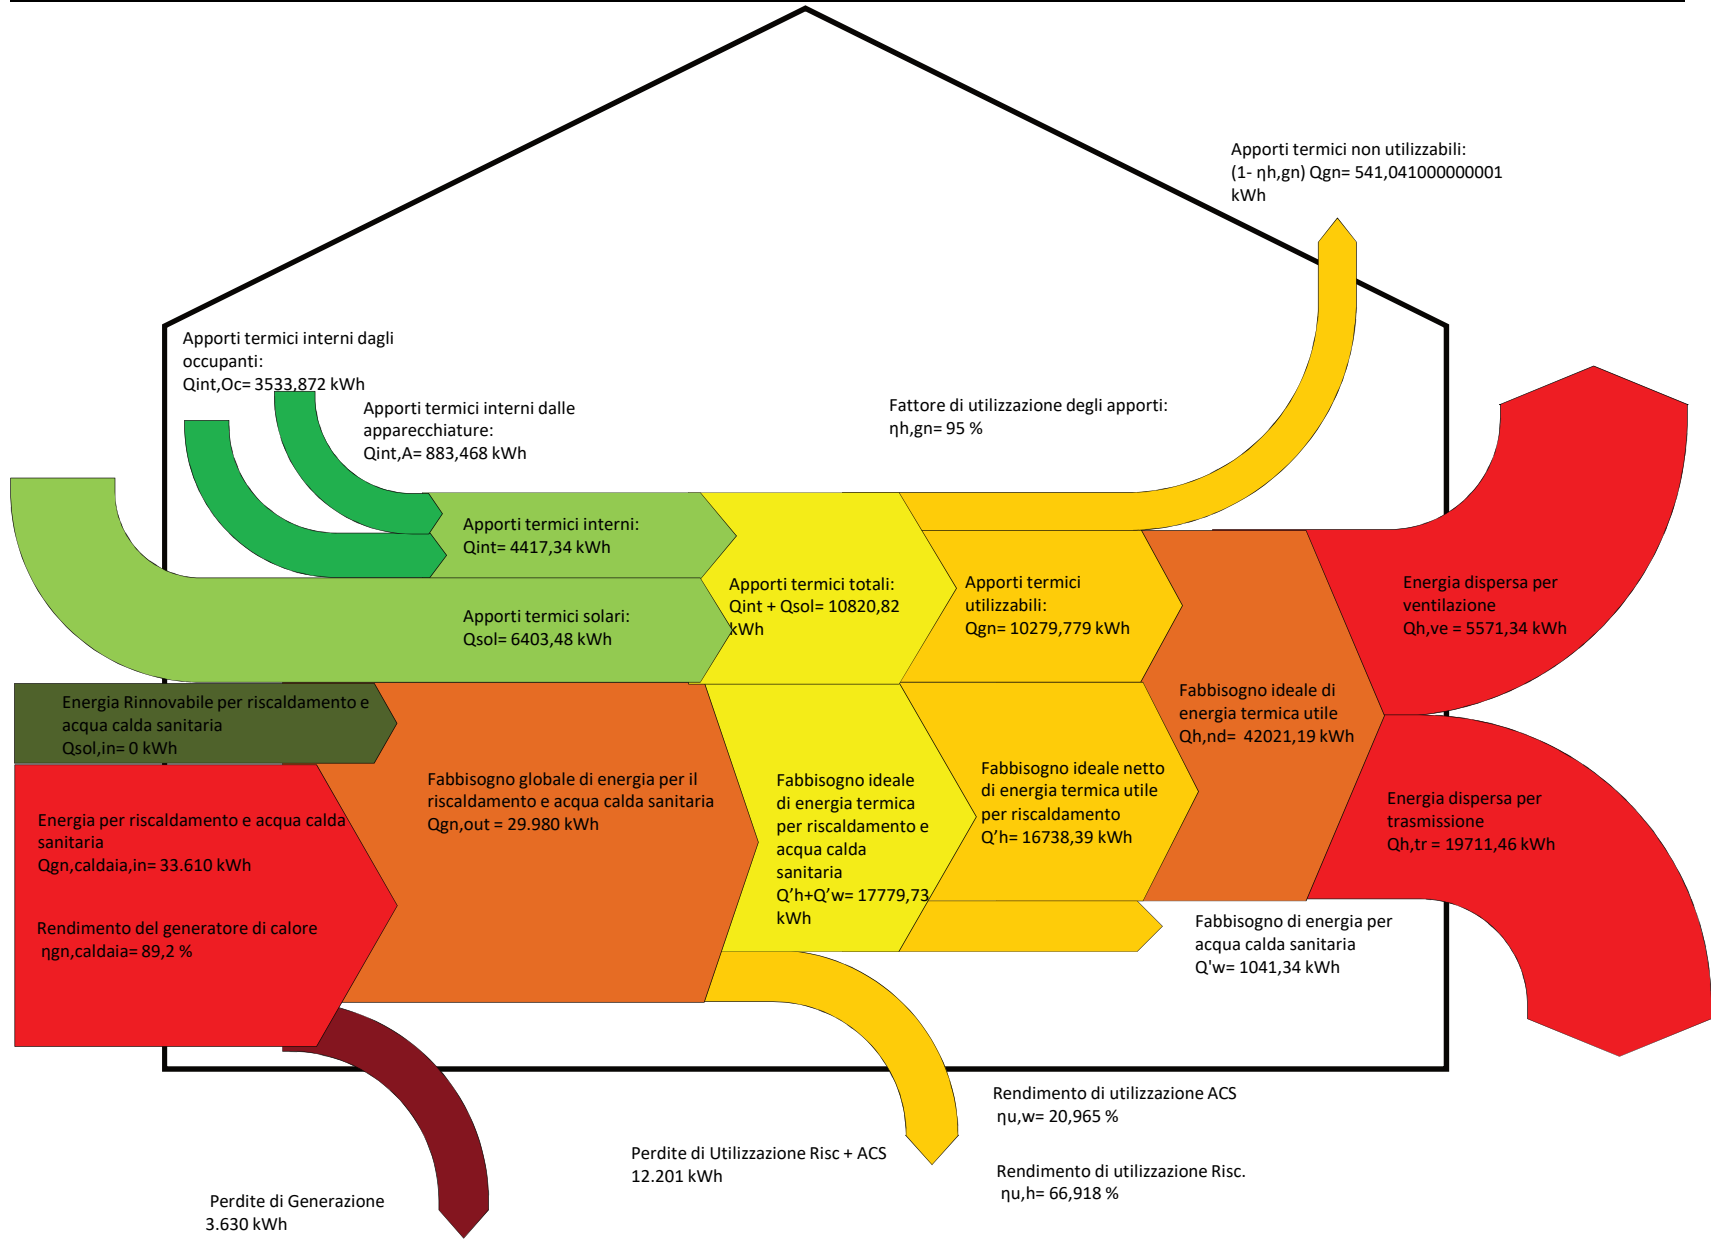 Apporti termici non utilizzabili:
(1- ηh,gn) Qgn= 541,041000000001
kWh
Apporti termici interni dagli
occupanti:
Qint,Oc= 3533,872 kWh
Apporti termici interni dalle
apparecchiature:
Qint,A= 883,468 kWh
Fattore di utilizzazione degli apporti:
ηh,gn= 95 %
Apporti termici interni:
Qint= 4417,34 kWh
Apporti termici solari:
Qsol= 6403,48 kWh
Apporti termici totali:
Qint + Qsol= 10820,82
kWh
Apporti termici
utilizzabili:
Qgn= 10279,779 kWh
Energia dispersa per
ventilazione
Qh,ve = 5571,34 kWh
Energia Rinnovabile per riscaldamento e
acqua calda sanitaria
Qsol,in= 0 kWh
Fabbisogno ideale di
energia termica utile
Qh,nd=  42021,19 kWh
Energia per riscaldamento e acqua calda
sanitaria
Qgn,caldaia,in= 33.610 kWh
Rendimento del generatore di calore
ηgn,caldaia= 89,2 %
Fabbisogno globale di energia per il
riscaldamento e acqua calda sanitaria
Qgn,out = 29.980 kWh
Fabbisogno ideale
di energia termica
per riscaldamento e
acqua calda
sanitaria
Q’h+Q’w= 17779,73
kWh
Fabbisogno ideale netto
di energia termica utile
per riscaldamento
Q’h= 16738,39 kWh
Energia dispersa per
trasmissione
Qh,tr = 19711,46 kWh
Fabbisogno di energia per
acqua calda sanitaria
Q'w= 1041,34 kWh
Rendimento di utilizzazione ACS
ηu,w= 20,965 %
Perdite di Utilizzazione Risc + ACS
12.201 kWh
Rendimento di utilizzazione Risc.
ηu,h= 66,918 %
Perdite di Generazione
3.630 kWh